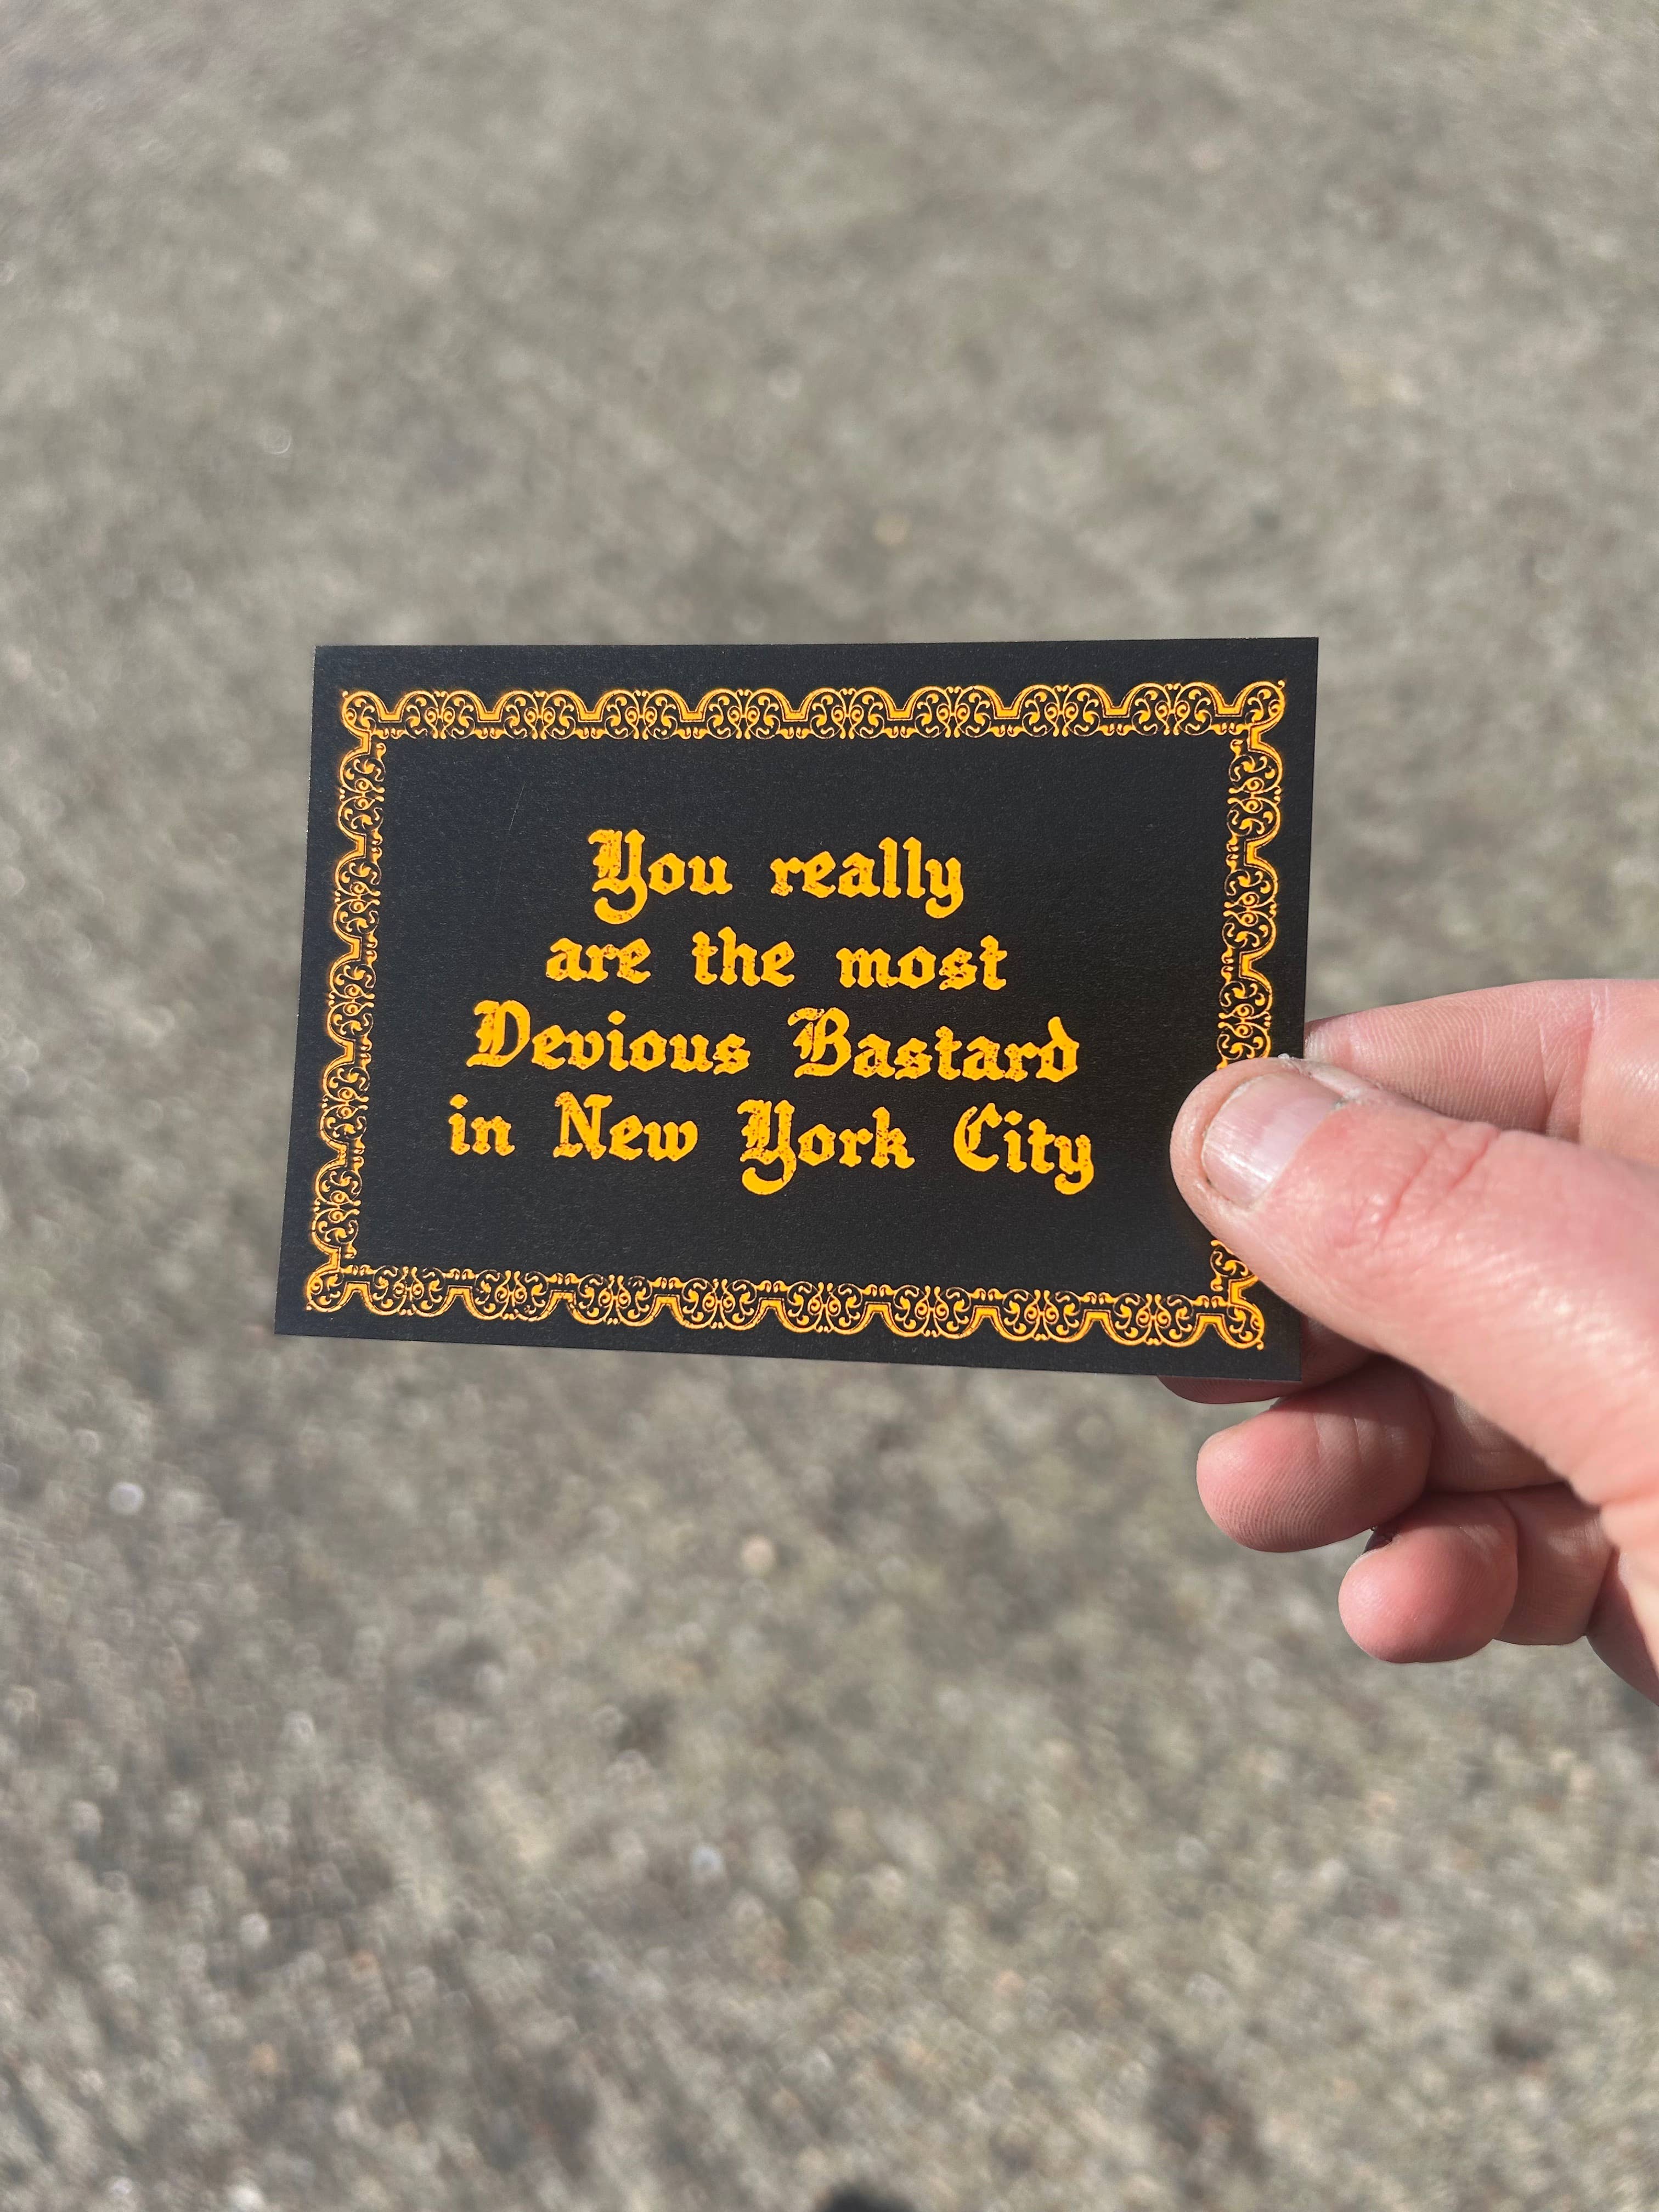 You really
are the most
Devious Bastard
in New York City